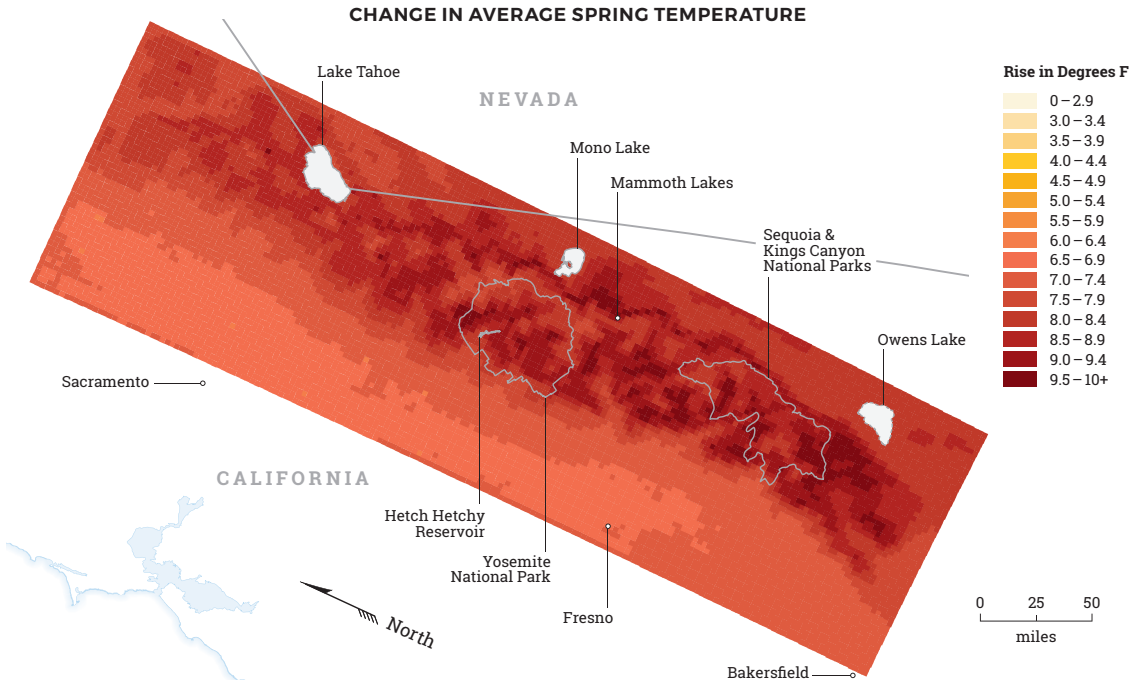 CHANGE IN AVERAGE SPRING TEMPERATURE
Lake Tahoe
NEVADA
Mono Lake
Mammoth Lakes
Sequoia &
Kings Canyon
National Parks
Owens Lake
Rise in Degrees F
0 – 2.9
3.0 – 3.4
3.5 – 3.9
4.0 – 4.4
4.5 – 4.9
5.0 – 5.4
5.5 – 5.9
6.0 – 6.4
6.5 – 6.9
7.0 – 7.4
7.5 – 7.9
8.0 – 8.4
8.5 – 8.9
9.0 – 9.4
9.5 – 10+
Sacramento
CALIFORNIA
Hetch Hetchy
Reservoir
Yosemite
National Park
Fresno
North
Bakersfield
0 25 50
miles